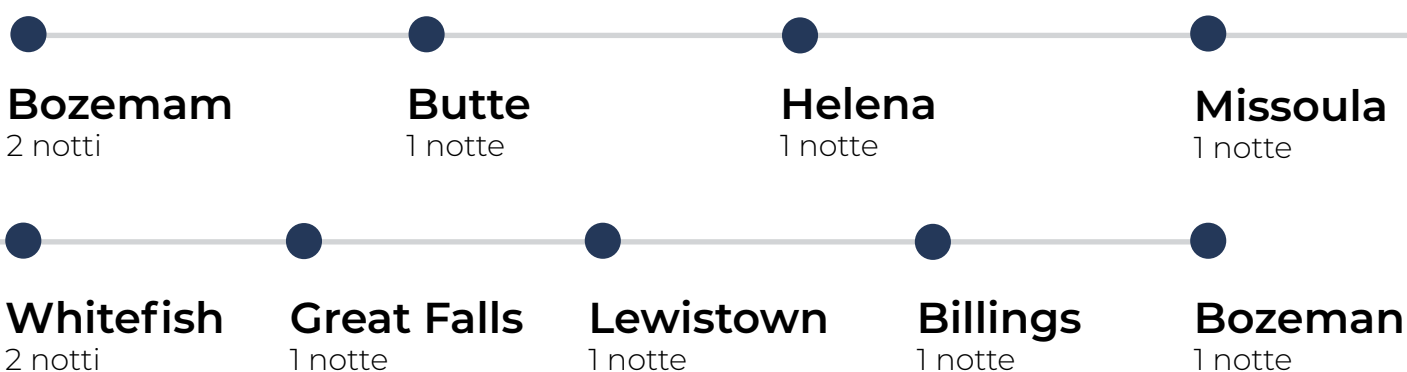 Bozemam
2 notti
Butte
1 notte
Helena
1 notte
Missoula
1 notte
Whitefish
2 notti
Great Falls
1 notte
Lewistown
1 notte
Billings
1 notte
Bozeman
1 notte